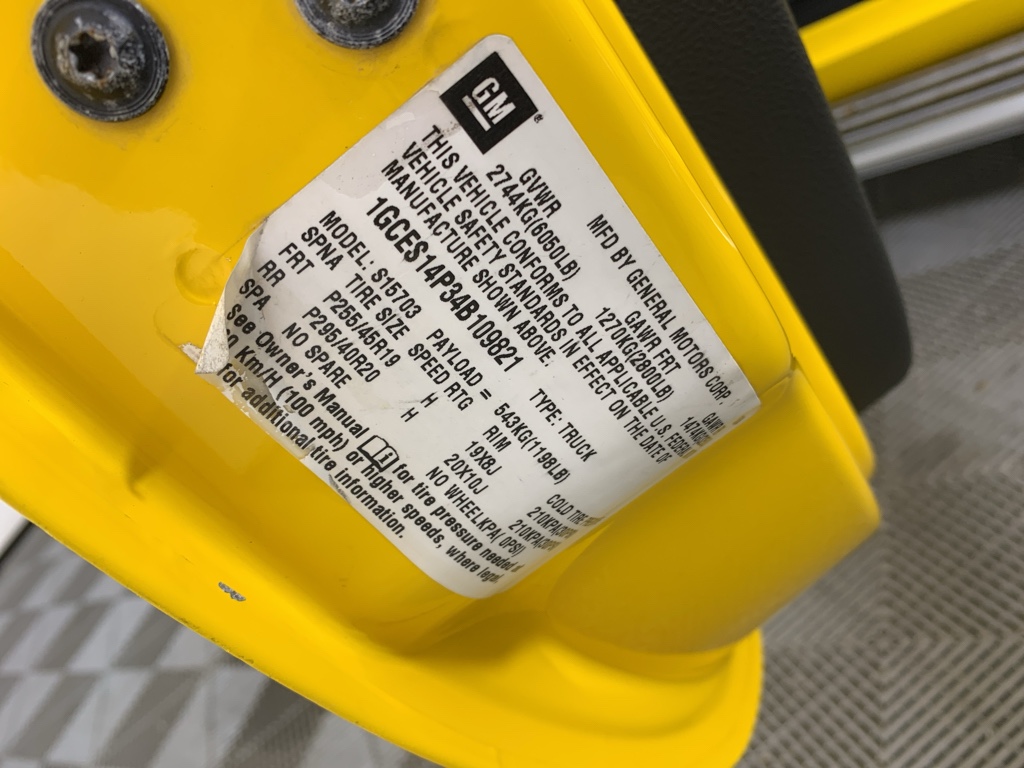 GM
MFD BY GENERAL MOTORS CORP.
GVWR GAWR FRT
2744KG(6050LB) 1270KG(2800LB)
THIS VEHICLE CONFORMS TO ALL APPLICABLE U.S.
VEHICLE SAFETY STANDARDS IN EFFECT ON THE DATE OF
MANUFACTURE SHOWN ABOVE.
1GCES14P34B109821 TYPE: TRUCK
MODEL: S15703 PAYLOAD = 543KG(1198LB)
SPNA TIRE SIZE SPEED RTG RIM COLD
FRT P265/45R19 H 19X8J
RR P295/40R20 H 20X10J
SPA NO SPARE NO WHEEL KPA( 0PSI)
See Owner's Manual for tire pressure needed
Km/H (100 mph) or higher speeds, where
for additional tire information.